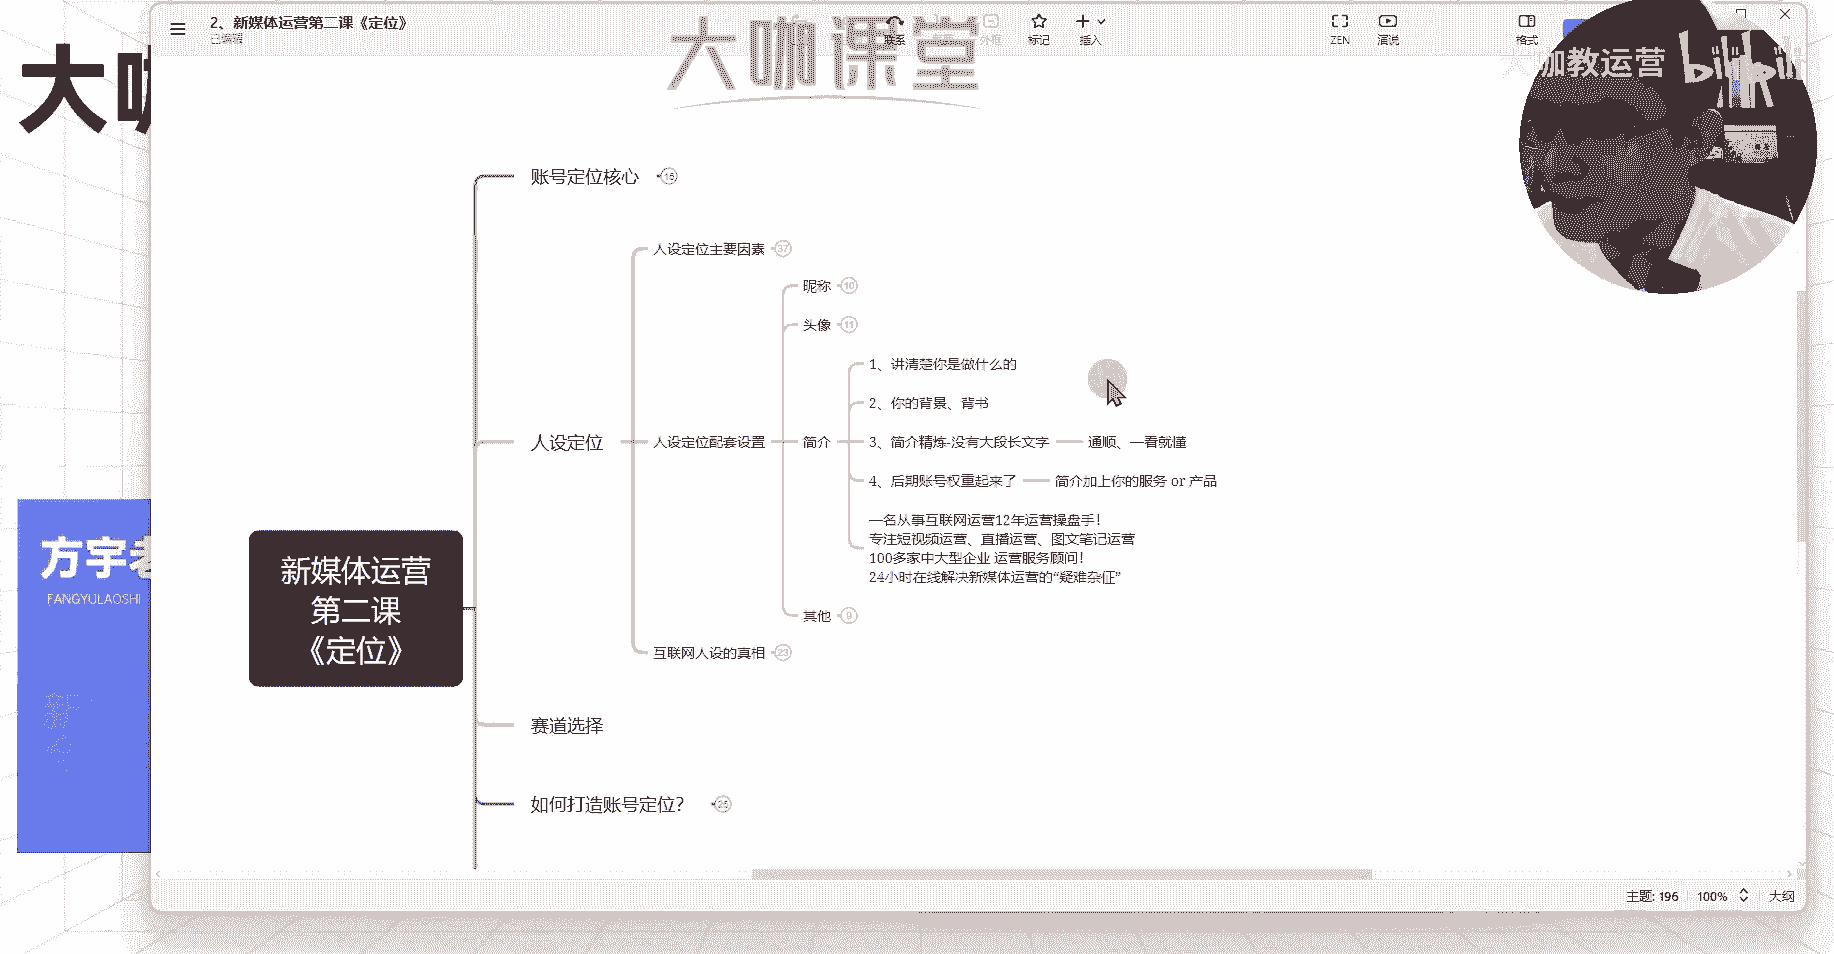 2、新媒体运营第二课《定位》
已编辑
联系
外框
标记
插入
ZEN
演说
格式
大咖课堂
大咖教运营
bilibili
大
方宇老
FANGYULAOSHI
新媒体运营
第二课
《定位》
账号定位核心
15
人设定位
人设定位主要因素
37
人设定位配套设置
昵称
10
头像
11
简介
1、讲清楚你是做什么的
2、你的背景、背书
3、简介精炼-没有大段长文字
通顺、一看就懂
4、后期账号权重起来了
简介加上你的服务 or 产品
一名从事互联网运营12年运营操盘手！
专注短视频运营、直播运营、图文笔记运营
100多家中大型企业 运营服务顾问！
24小时在线解决新媒体运营的“疑难杂症”
其他
9
互联网人设的真相
23
赛道选择
如何打造账号定位？
主题: 196
100%
大纲